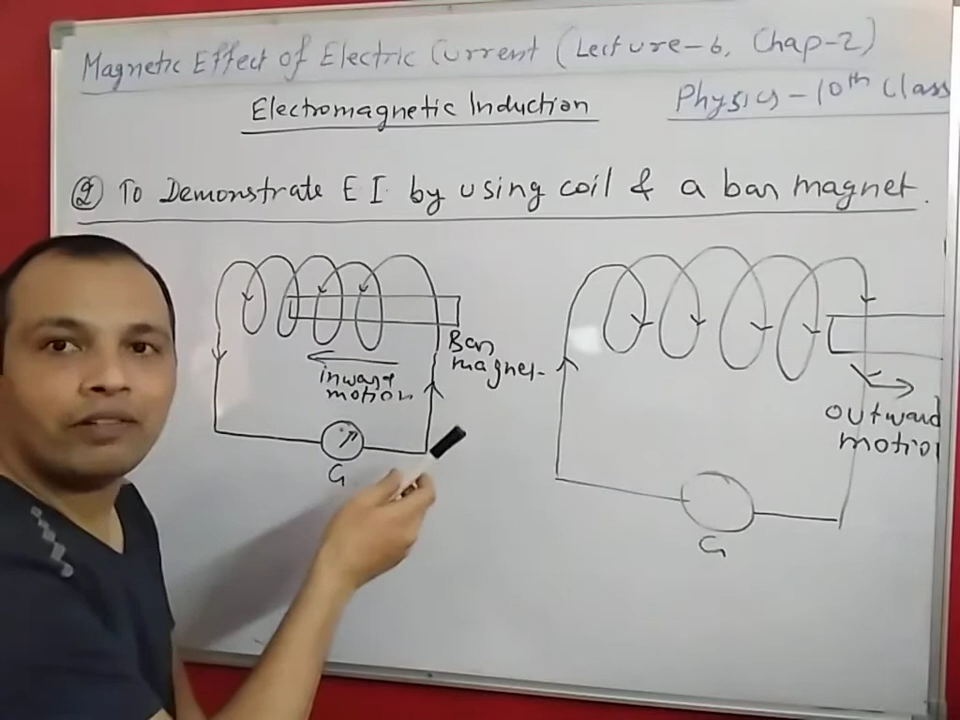 Magnetic Effect of Electric Current (Lecture-6, Chap-2)
Electromagnetic Induction
Physics - 10th Class
② To Demonstrate E I by using coil & a bar magnet.
Bar
magnet
inward
motion
G
outward
motion
G